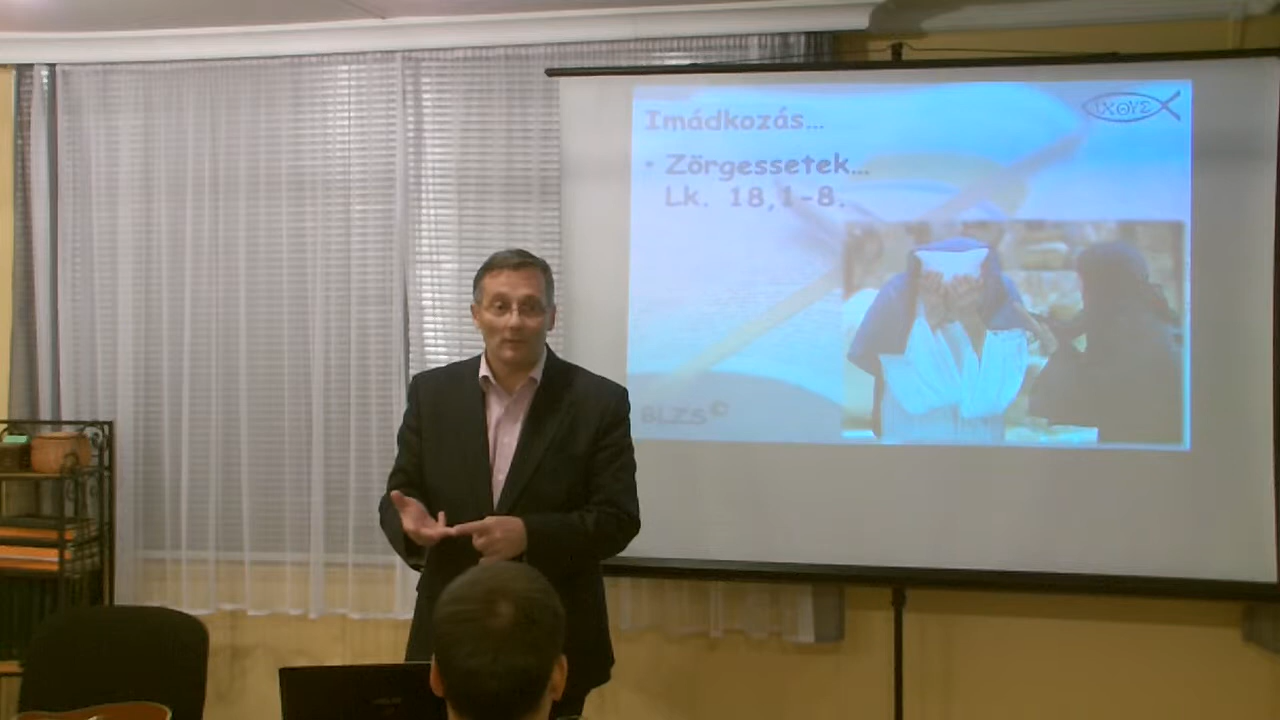 Imádkozás...
ΙΧΘΥΣ
• Zörgessetek...
Lk. 18,1-8.
BLZS©